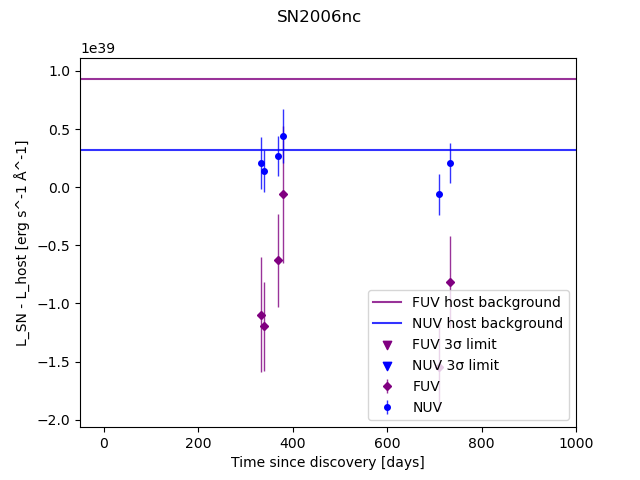 SN2006nc
1e39
1.0
0.5
0.0
−0.5
−1.0
−1.5
−2.0
L_SN - L_host [erg s^-1 Å^-1]
FUV host background
NUV host background
FUV 3σ limit
NUV 3σ limit
FUV
NUV
0 200 400 600 800 1000
Time since discovery [days]